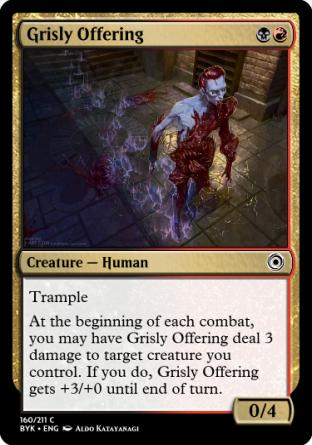 Grisly Offering
Creature — Human
Trample
At the beginning of each combat,
you may have Grisly Offering deal 3
damage to target creature you
control. If you do, Grisly Offering
gets +3/+0 until end of turn.
0/4
160/211 C
BYK • ENG Aldo Katayanagi